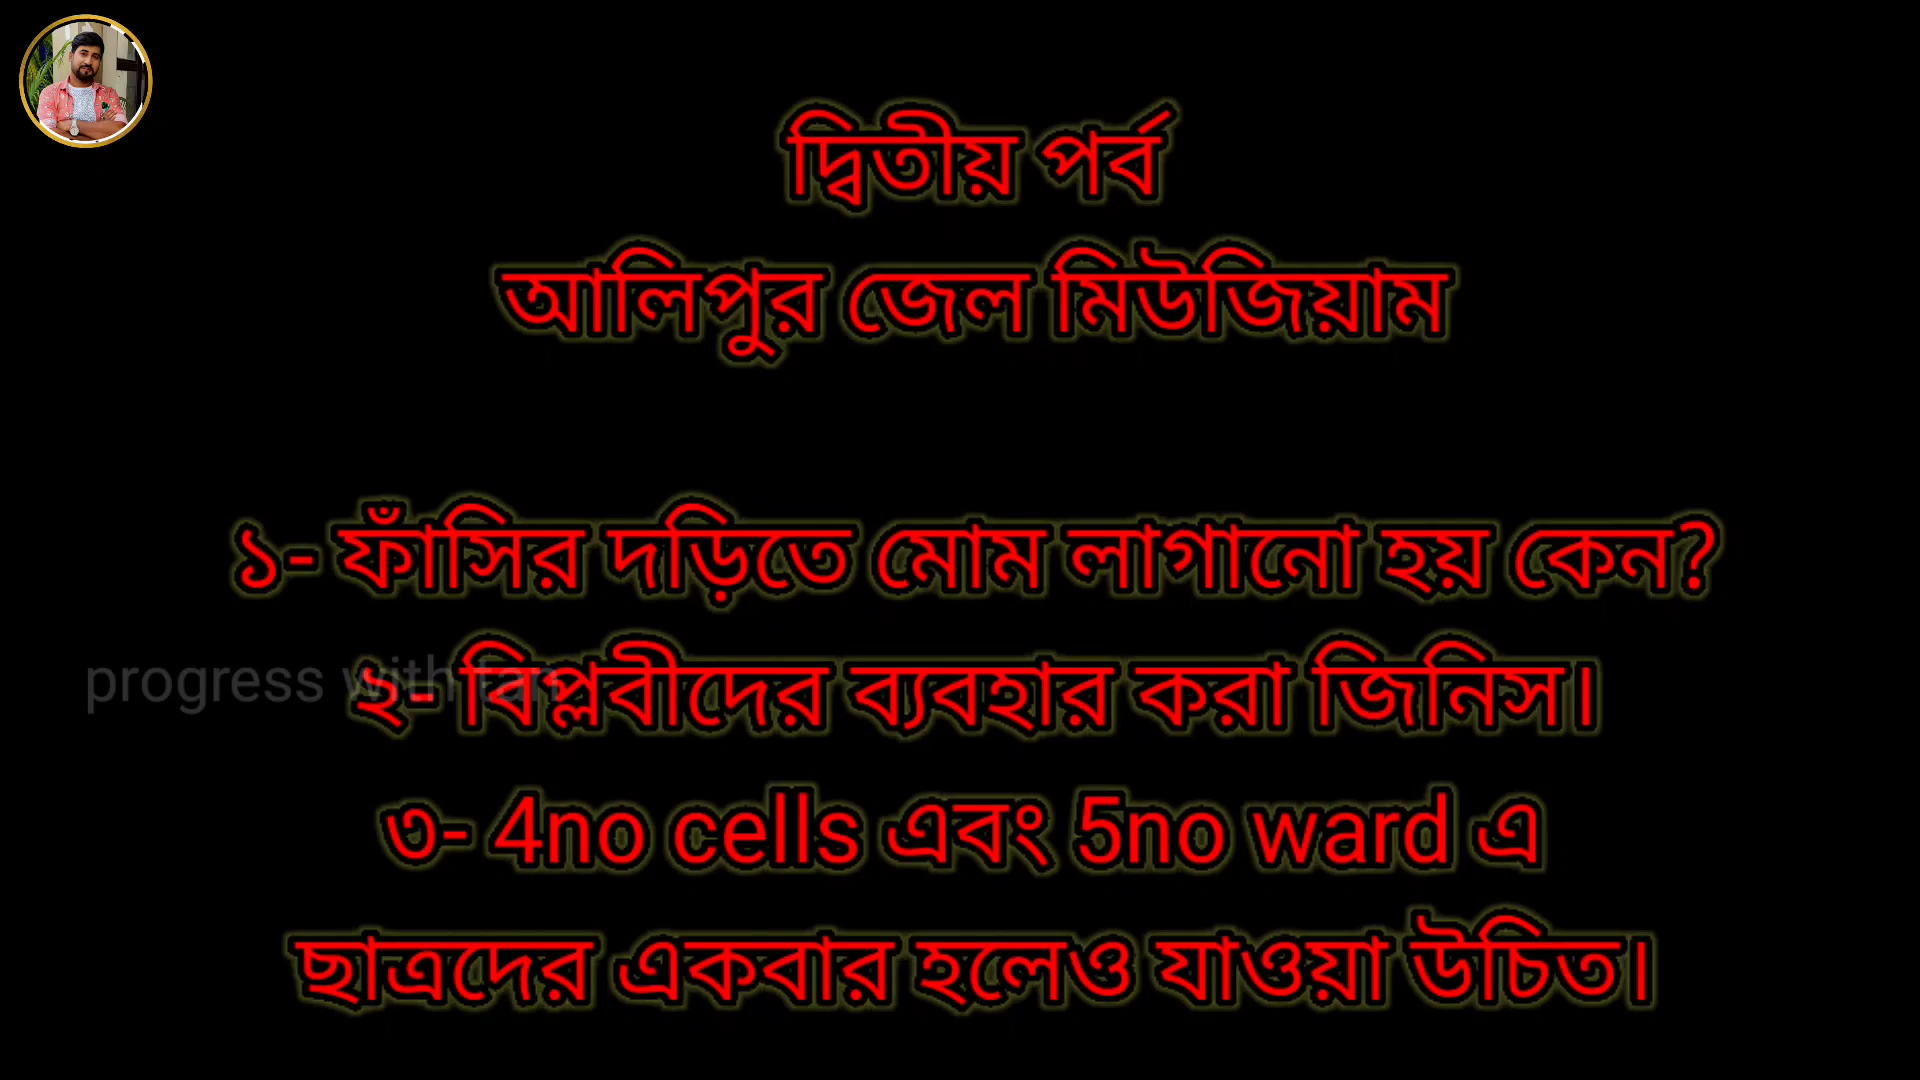 দ্বিতীয় পর্ব
আলিপুর জেল মিউজিয়াম
১- ফাঁসির দড়িতে মোম লাগানো হয় কেন?
২- বিপ্লবীদের ব্যবহার করা জিনিস।
৩- 4no cells এবং 5no ward এ
ছাত্রদের একবার হলেও যাওয়া উচিত।
progress with